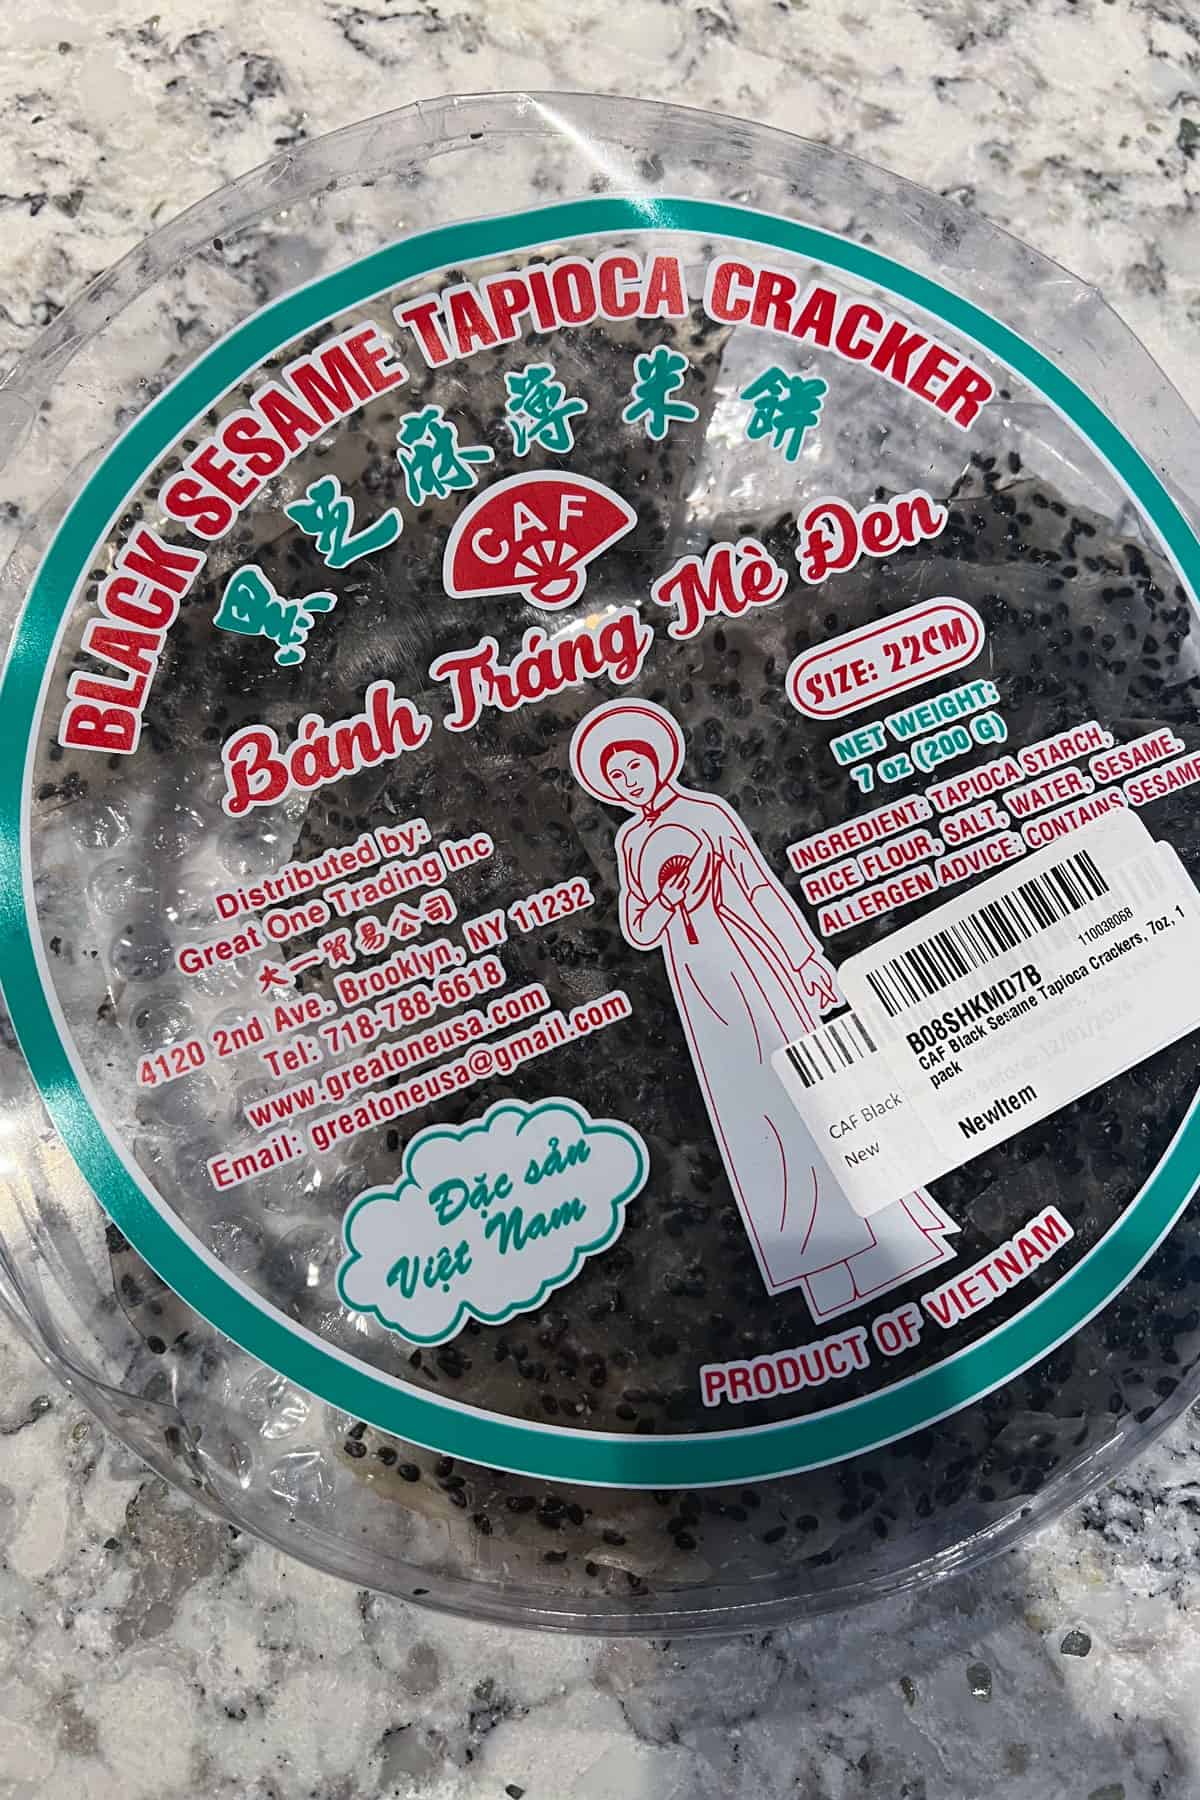 BLACK SESAME TAPIOCA CRACKER
黑芝麻薄米餅
CAF
Bánh Tráng Mè Đen
SIZE: 22CM
NET WEIGHT:
7 oz (200 G)
INGREDIENT: TAPIOCA STARCH,
RICE FLOUR, SALT, WATER, SESAME.
ALLERGEN ADVICE: CONTAINS SESAME
Distributed by:
Great One Trading Inc
大一貿易公司
4120 2nd Ave. Brooklyn, NY 11232
Tel: 718-788-6618
www.greatoneusa.com
Email: greatoneusa@gmail.com
Đặc sản
Việt Nam
110038068
B08SHKMD7B
CAF Black Sesame Tapioca Crackers, 7oz, 1
pack
NewItem
CAF Black
New
PRODUCT OF VIETNAM